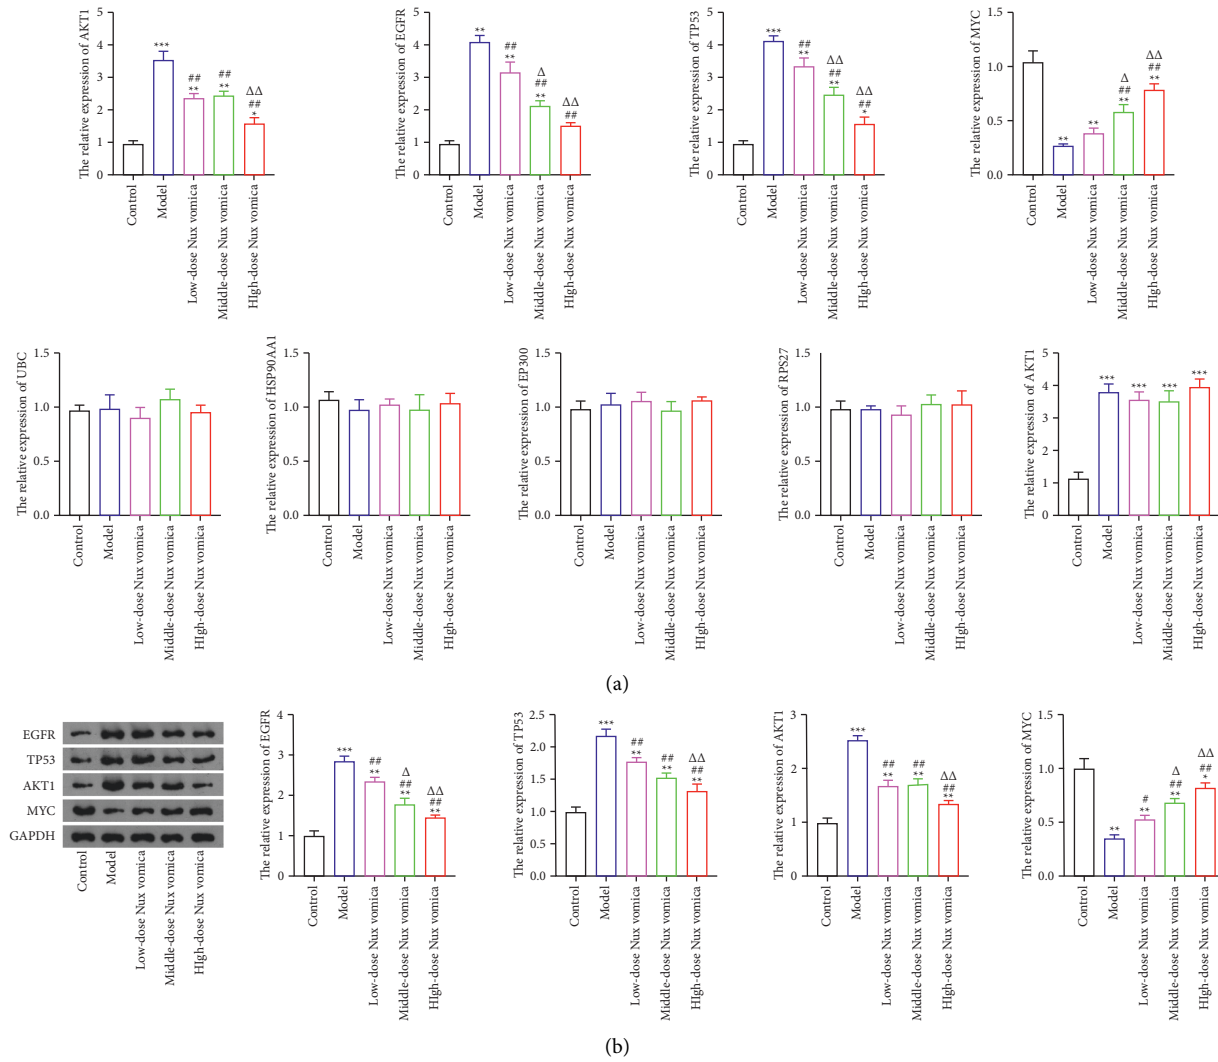 The relative expression of AKT1
5
4
3
2
1
0
***
##
**
##
**
ΔΔ
##
*
Control
Model
Low-dose Nux vomica
Middle-dose Nux vomica
HIgh-dose Nux vomica
The relative expression of EGFR
5
4
3
2
1
0
**
##
**
Δ
##
**
ΔΔ
##
Control
Model
Low-dose Nux vomica
Middle-dose Nux vomica
HIgh-dose Nux vomica
The relative expression of TP53
5
4
3
2
1
0
***
##
**
ΔΔ
##
**
ΔΔ
##
*
Control
Model
Low-dose Nux vomica
Middle-dose Nux vomica
HIgh-dose Nux vomica
The relative expression of MYC
1.5
1.0
0.5
0.0
**
**
Δ
##
**
ΔΔ
##
**
Control
Model
Low-dose Nux vomica
Middle-dose Nux vomica
HIgh-dose Nux vomica
The relative expression of UBC
1.5
1.0
0.5
0.0
Control
Model
Low-dose Nux vomica
Middle-dose Nux vomica
HIgh-dose Nux vomica
The relative expression of HSP90AA1
1.5
1.0
0.5
0.0
Control
Model
Low-dose Nux vomica
Middle-dose Nux vomica
HIgh-dose Nux vomica
The relative expression of EP300
1.5
1.0
0.5
0.0
Control
Model
Low-dose Nux vomica
Middle-dose Nux vomica
HIgh-dose Nux vomica
The relative expression of RPS27
1.5
1.0
0.5
0.0
Control
Model
Low-dose Nux vomica
Middle-dose Nux vomica
HIgh-dose Nux vomica
The relative expression of AKT1
5
4
3
2
1
0
***
***
***
***
Control
Model
Low-dose Nux vomica
Middle-dose Nux vomica
HIgh-dose Nux vomica
(a)
EGFR
TP53
AKT1
MYC
GAPDH
Control
Model
Low-dose Nux vomica
Middle-dose Nux vomica
HIgh-dose Nux vomica
The relative expression of EGFR
4
3
2
1
0
***
##
**
Δ
##
**
ΔΔ
##
**
Control
Model
Low-dose Nux vomica
Middle-dose Nux vomica
HIgh-dose Nux vomica
The relative expression of TP53
2.5
2.0
1.5
1.0
0.5
0.0
***
##
**
##
**
ΔΔ
##
**
Control
Model
Low-dose Nux vomica
Middle-dose Nux vomica
HIgh-dose Nux vomica
The relative expression of AKT1
3
2
1
0
***
##
**
##
**
ΔΔ
##
**
Control
Model
Low-dose Nux vomica
Middle-dose Nux vomica
HIgh-dose Nux vomica
The relative expression of MYC
1.5
1.0
0.5
0.0
**
#
**
Δ
##
**
ΔΔ
##
*
Control
Model
Low-dose Nux vomica
Middle-dose Nux vomica
HIgh-dose Nux vomica
(b)